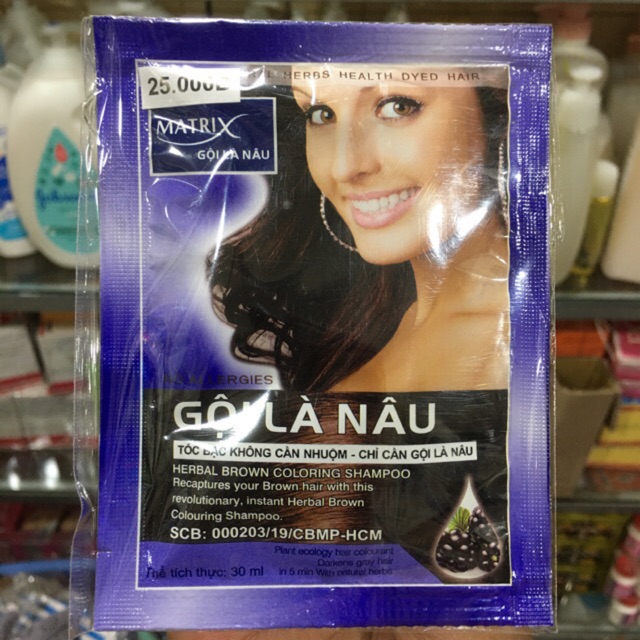 25.000Đ
HERBS HEALTH DYED HAIR
MATRIX
GỘI LÀ NÂU
GỘI LÀ NÂU
TÓC BẠC KHÔNG CẦN NHUỘM - CHỈ CẦN GỘI LÀ NÂU
HERBAL BROWN COLORING SHAMPOO
Recaptures your Brown hair with this
revolutionary, instant Herbal Brown
Colouring Shampoo.
SCB: 000203/19/CBMP-HCM
Plant ecology hair colourant
Darkens gray hair
in 5 min With natural herbs
Thể tích thực: 30 ml
Johnson's